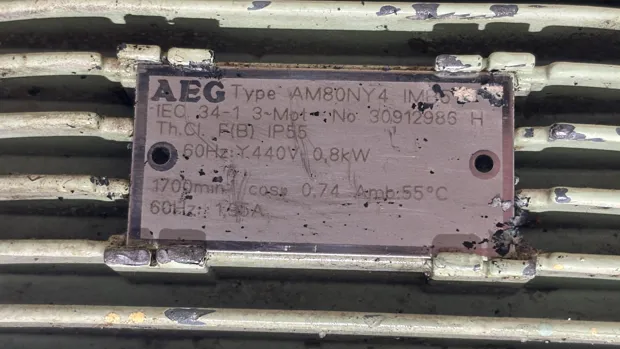 AEG Type AM80NY4
IEC 34-1 3-Mot. No 30912986 H
Th.Cl. F(B) IP55
60Hz: Y 440V 0,8kW
1700min cosφ 0.74 Amb:55°C
60Hz: 1,95A